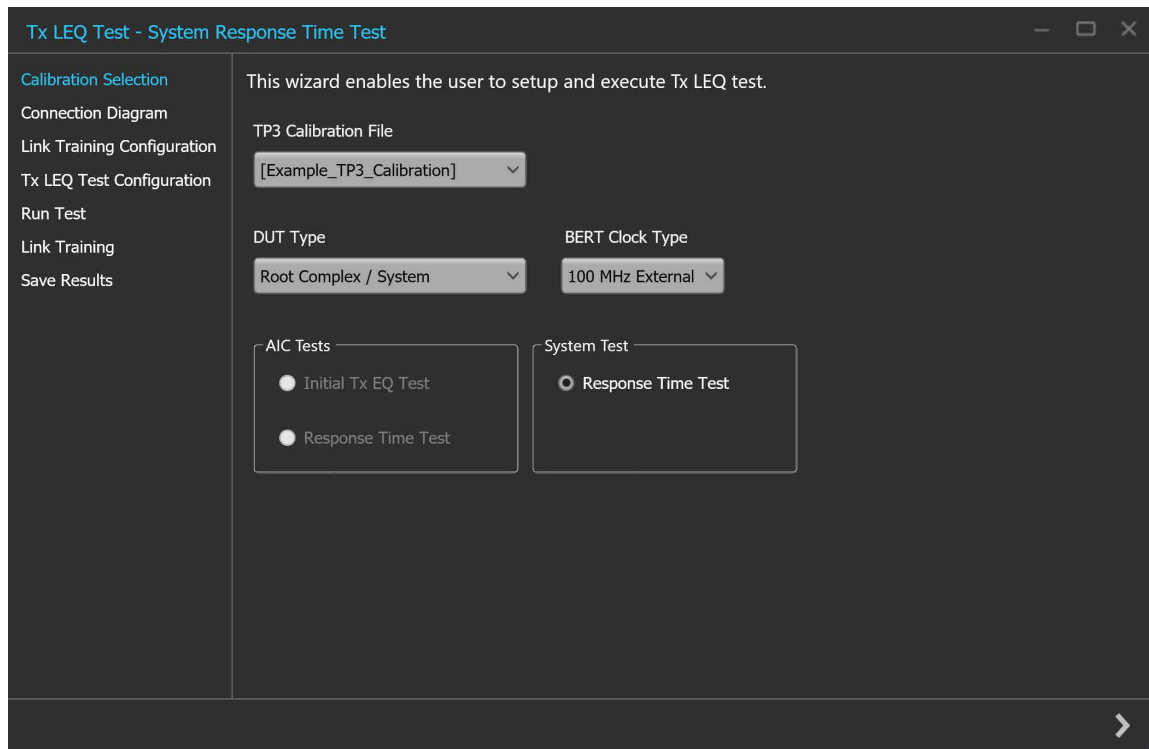 Tx LEQ Test - System Response Time Test
Calibration Selection
Connection Diagram
Link Training Configuration
Tx LEQ Test Configuration
Run Test
Link Training
Save Results
This wizard enables the user to setup and execute Tx LEQ test.
TP3 Calibration File
[Example_TP3_Calibration]
DUT Type
BERT Clock Type
Root Complex / System
100 MHz External
AIC Tests
Initial Tx EQ Test
Response Time Test
System Test
Response Time Test